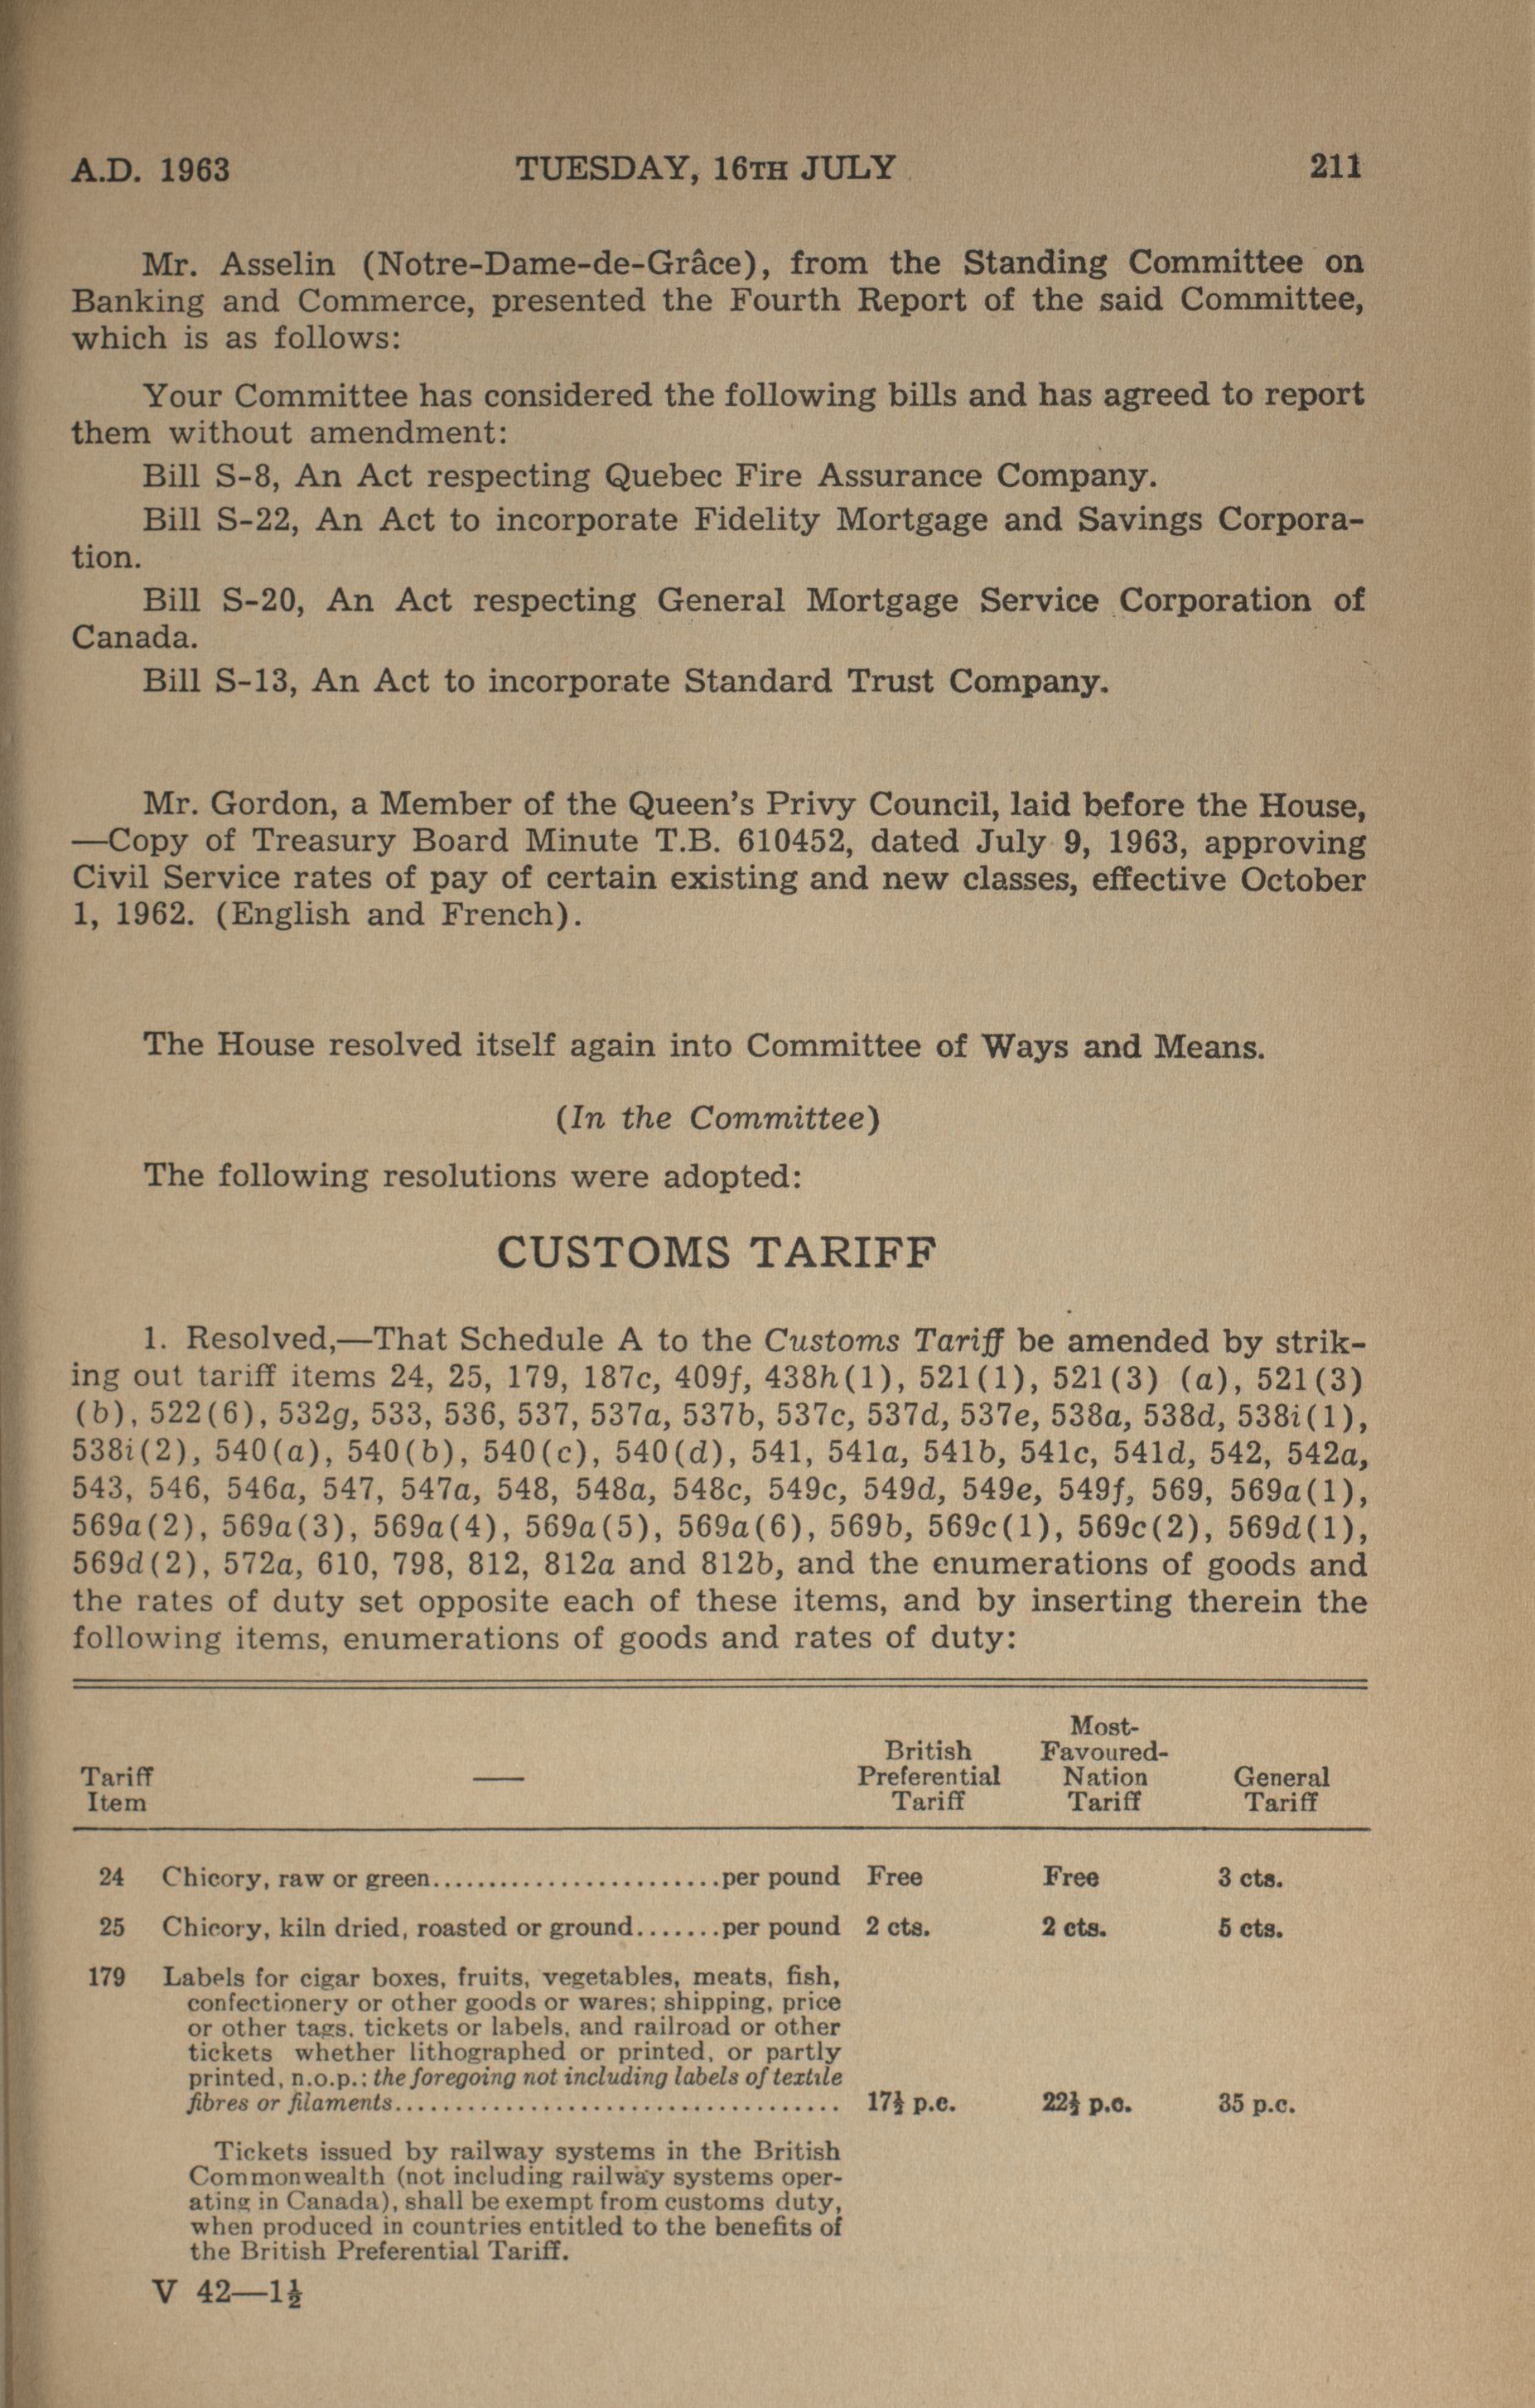 A.D. 1963 TUESDAY, 16TH JULY 211
Mr. Asselin (Notre-Dame-de-Grâce), from the Standing Committee on
Banking and Commerce, presented the Fourth Report of the said Committee,
which is as follows:
Your Committee has considered the following bills and has agreed to report
them without amendment:
Bill S-8, An Act respecting Quebec Fire Assurance Company.
Bill S-22, An Act to incorporate Fidelity Mortgage and Savings Corpora-
tion.
Bill S-20, An Act respecting General Mortgage Service Corporation of
Canada.
Bill S-13, An Act to incorporate Standard Trust Company.
Mr. Gordon, a Member of the Queen's Privy Council, laid before the House,
—Copy of Treasury Board Minute T.B. 610452, dated July 9, 1963, approving
Civil Service rates of pay of certain existing and new classes, effective October
1, 1962. (English and French).
The House resolved itself again into Committee of Ways and Means.
(In the Committee)
The following resolutions were adopted:
CUSTOMS TARIFF
1. Resolved,—That Schedule A to the Customs Tariff be amended by strik-
ing out tariff items 24, 25, 179, 187c, 409f, 438h(1), 521(1), 521(3) (a), 521(3)
(b), 522(6), 532g, 533, 536, 537, 537a, 537b, 537c, 537d, 537e, 538a, 538d, 538i(1),
538i(2), 540(a), 540(b), 540(c), 540(d), 541, 541a, 541b, 541c, 541d, 542, 542a,
543, 546, 546a, 547, 547a, 548, 548a, 548c, 549c, 549d, 549e, 549f, 569, 569a(1),
569a(2), 569a(3), 569a(4), 569a(5), 569a(6), 569b, 569c(1), 569c(2), 569d(1),
569d(2), 572a, 610, 798, 812, 812a and 812b, and the enumerations of goods and
the rates of duty set opposite each of these items, and by inserting therein the
following items, enumerations of goods and rates of duty:
Tariff
Item
—
British
Preferential
Tariff
Most-
Favoured-
Nation
Tariff
General
Tariff
24 Chicory, raw or green..........................per pound Free Free 3 cts.
25 Chicory, kiln dried, roasted or ground.......per pound 2 cts. 2 cts. 5 cts.
179 Labels for cigar boxes, fruits, vegetables, meats, fish,
confectionery or other goods or wares; shipping, price
or other tags, tickets or labels, and railroad or other
tickets whether lithographed or printed, or partly
printed, n.o.p.; the foregoing not including labels of textile
fibres or filaments...................................... 17½ p.c. 22½ p.c. 35 p.c.
Tickets issued by railway systems in the British
Commonwealth (not including railway systems oper-
ating in Canada), shall be exempt from customs duty,
when produced in countries entitled to the benefits of
the British Preferential Tariff.
V 42—1½